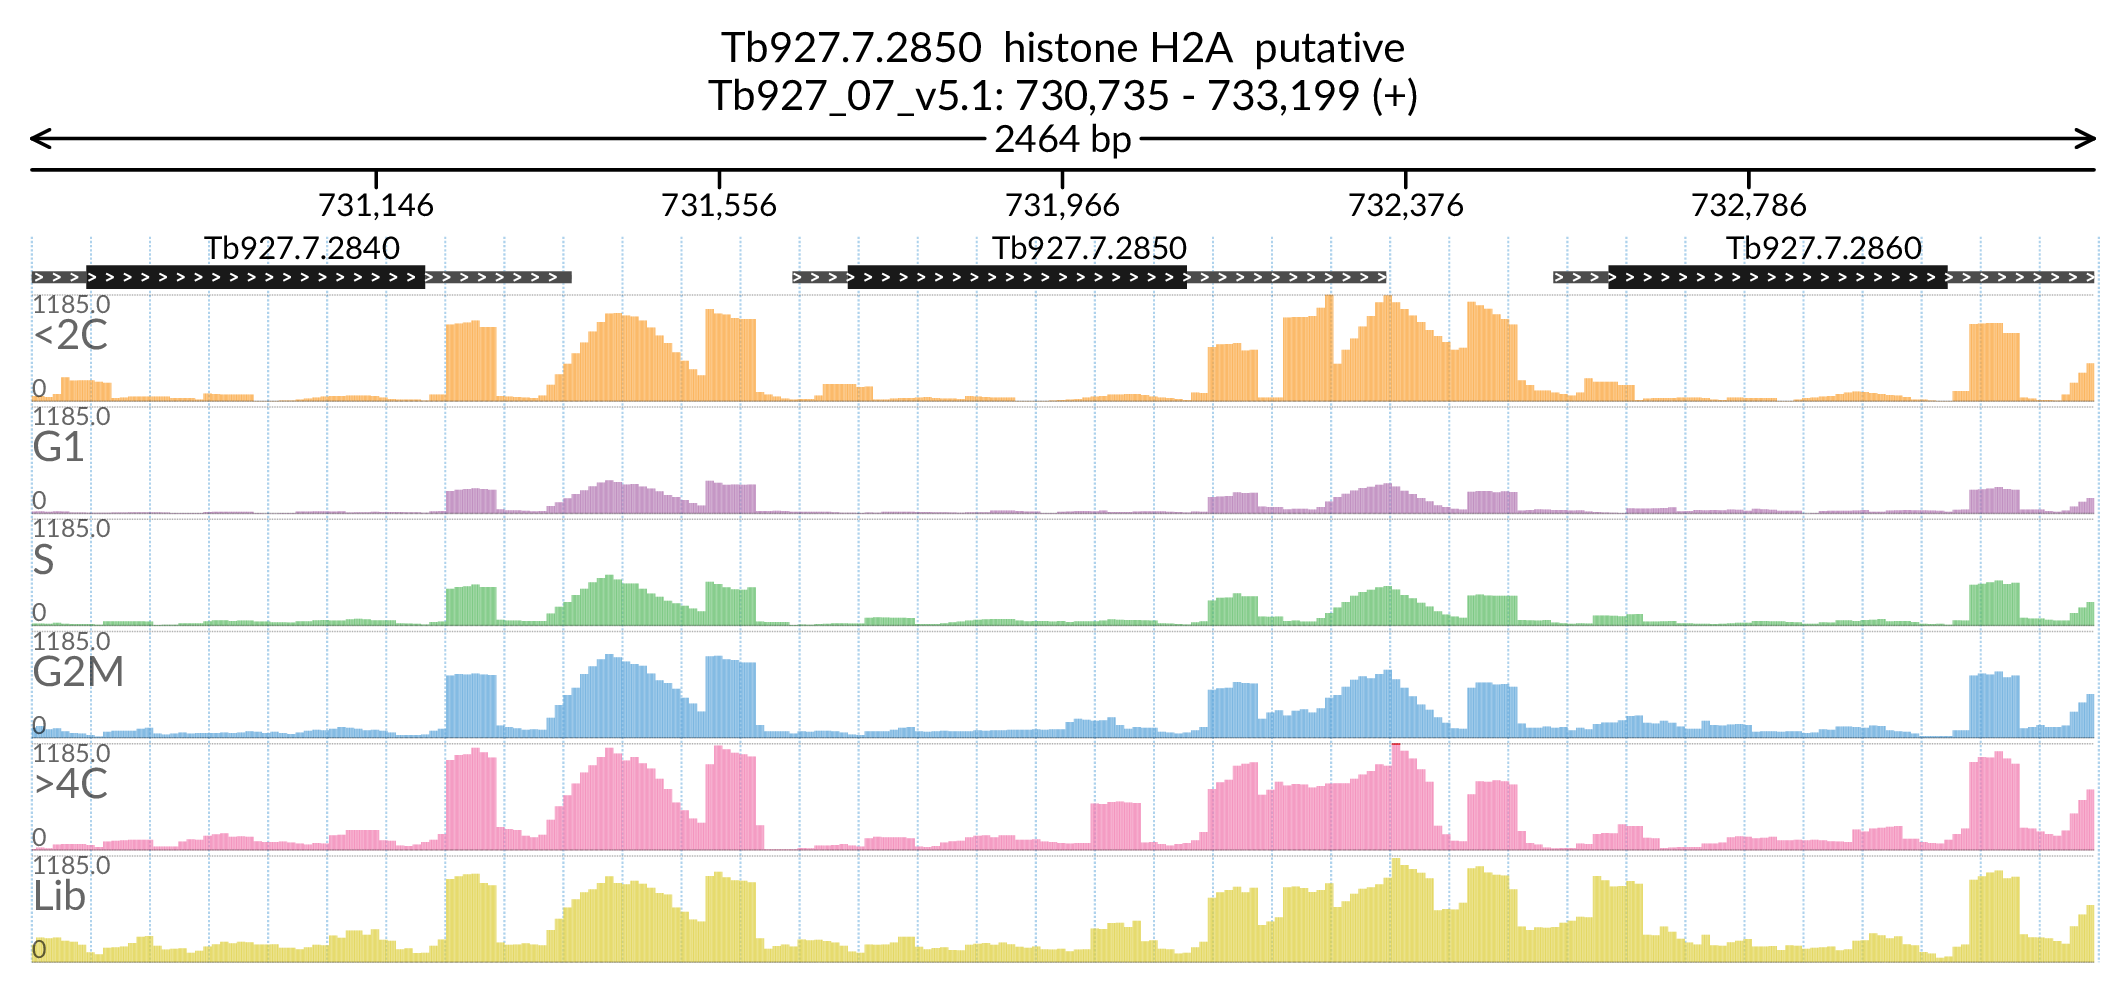 Tb927.7.2850 histone H2A putative
Tb927_07_v5.1: 730,735 - 733,199 (+)
2464 bp
731,146 731,556 731,966 732,376 732,786
Tb927.7.2840 Tb927.7.2850 Tb927.7.2860
1185.0
<2C
0
1185.0
G1
0
1185.0
S
0
1185.0
G2M
0
1185.0
>4C
0
1185.0
Lib
0